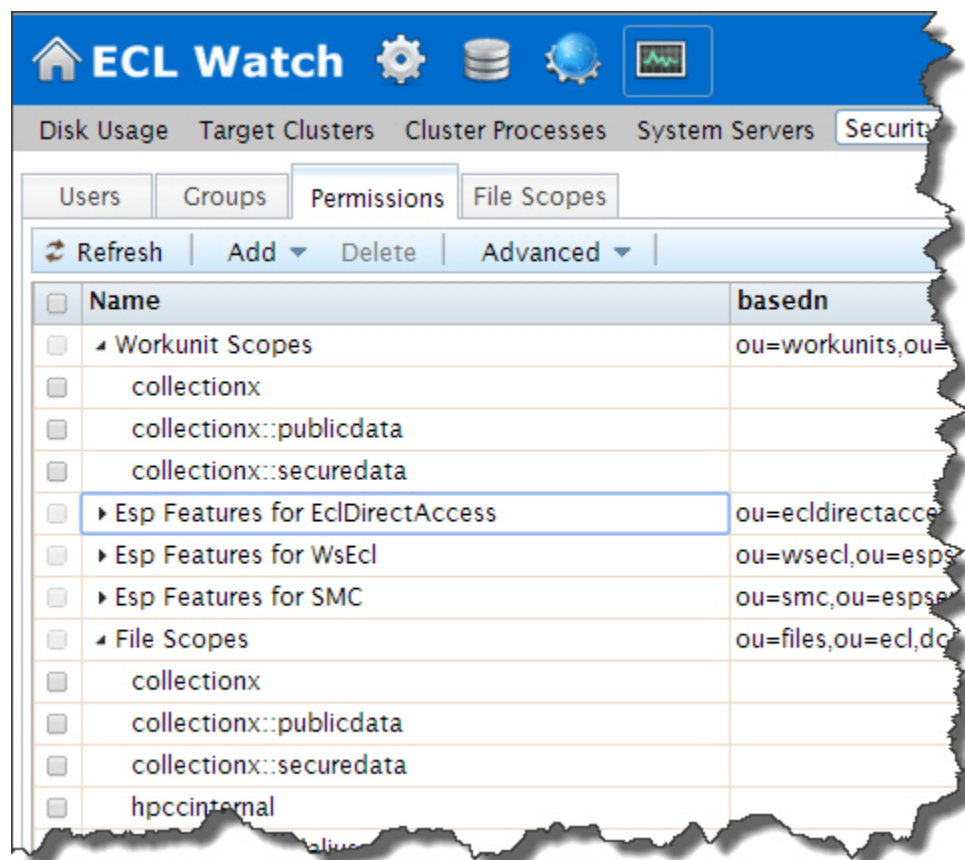 ECL Watch
Disk Usage Target Clusters Cluster Processes System Servers Security
Users Groups Permissions File Scopes
Refresh Add Delete Advanced
Name basedn
Workunit Scopes ou=workunits,ou=
collectionx
collectionx::publicdata
collectionx::securedata
Esp Features for EclDirectAccess ou=ecldirectacce
Esp Features for WsEcl ou=wsecl,ou=esps
Esp Features for SMC ou=smc,ou=espse
File Scopes ou=files,ou=ecl,dc
collectionx
collectionx::publicdata
collectionx::securedata
hpccinternal